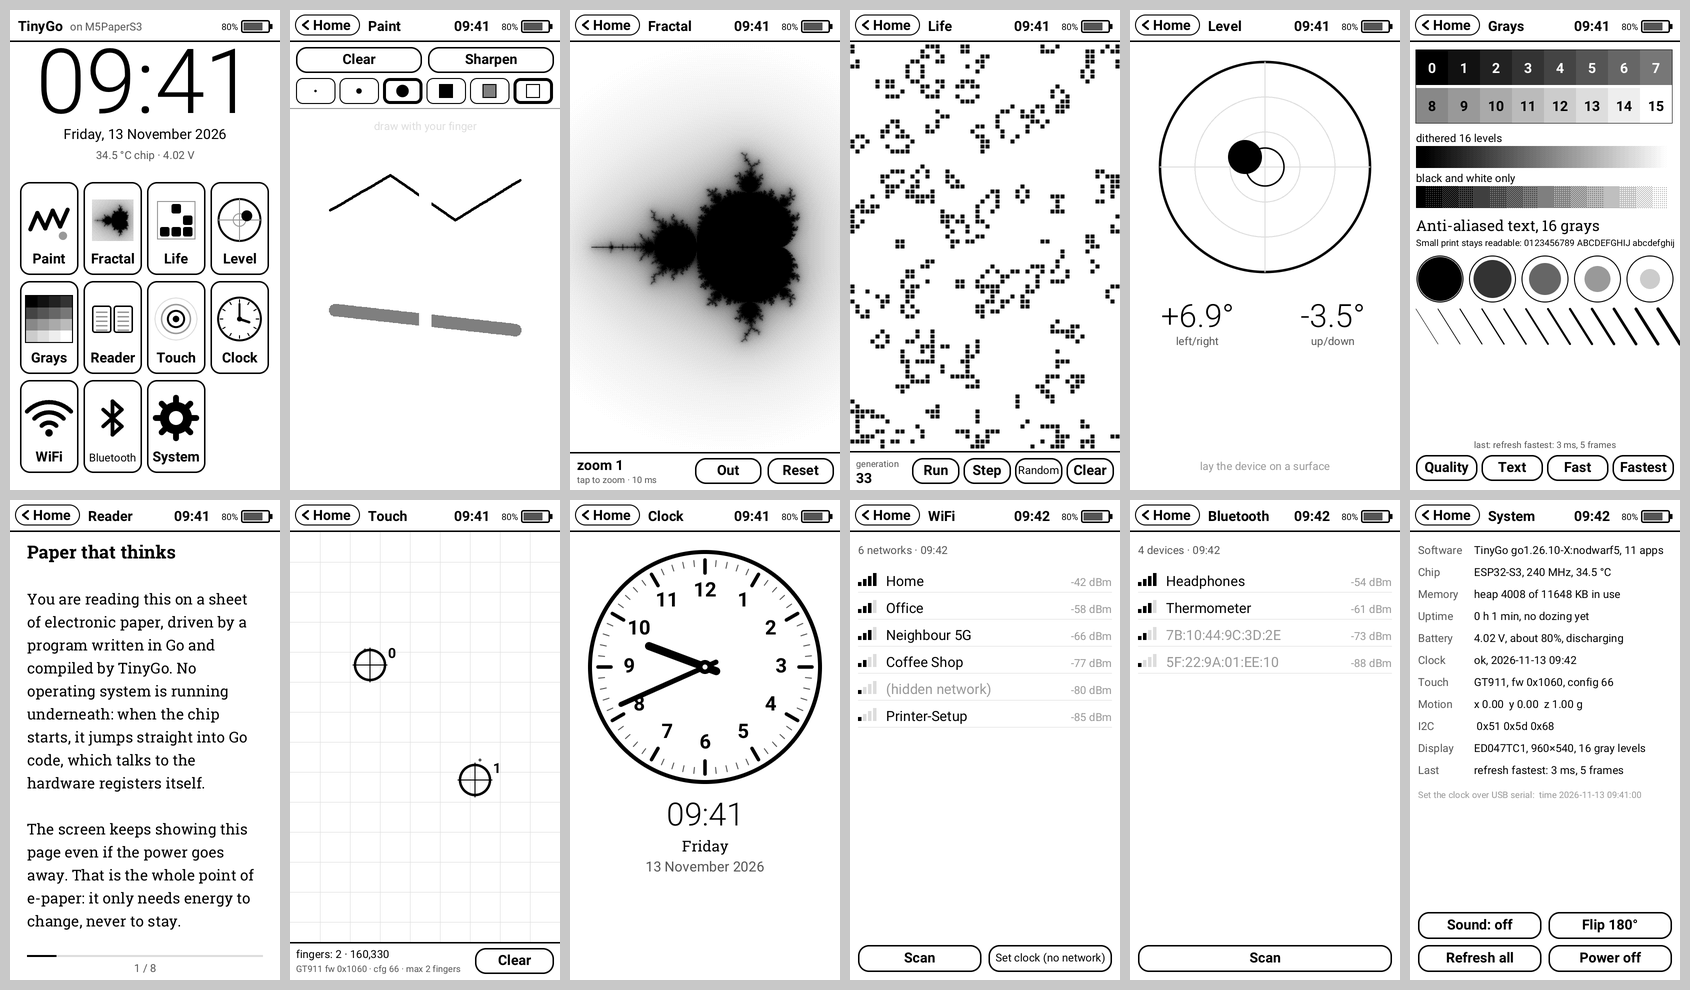 TinyGo on M5PaperS3 80%
09:41
Friday, 13 November 2026
34.5 °C chip · 4.02 V
Paint Fractal Life Level
Grays Reader Touch Clock
WiFi Bluetooth System
Home Paint 09:41 80%
Clear Sharpen
draw with your finger
Home Fractal 09:41 80%
zoom 1
tap to zoom · 10 ms
Out Reset
Home Life 09:41 80%
generation
33
Run Step Random Clear
Home Level 09:41 80%
+6.9° -3.5°
left/right up/down
lay the device on a surface
Home Grays 09:41 80%
0 1 2 3 4 5 6 7
8 9 10 11 12 13 14 15
dithered 16 levels
black and white only
Anti-aliased text, 16 grays
Small print stays readable: 0123456789 ABCDEFGHIJ abcdefghij
last: refresh fastest: 3 ms, 5 frames
Quality Text Fast Fastest
Home Reader 09:41 80%
Paper that thinks
You are reading this on a sheet
of electronic paper, driven by a
program written in Go and
compiled by TinyGo. No
operating system is running
underneath: when the chip
starts, it jumps straight into Go
code, which talks to the
hardware registers itself.
The screen keeps showing this
page even if the power goes
away. That is the whole point of
e-paper: it only needs energy to
change, never to stay.
1 / 8
Home Touch 09:41 80%
0
1
fingers: 2 · 160,330
GT911 fw 0x1060 · cfg 66 · max 2 fingers
Clear
Home Clock 09:41 80%
12 1 2 3 4 5 6 7 8 9 10 11
09:41
Friday
13 November 2026
Home WiFi 09:42 80%
6 networks · 09:42
Home -42 dBm
Office -58 dBm
Neighbour 5G -66 dBm
Coffee Shop -77 dBm
(hidden network) -80 dBm
Printer-Setup -85 dBm
Scan Set clock (no network)
Home Bluetooth 09:42 80%
4 devices · 09:42
Headphones -54 dBm
Thermometer -61 dBm
7B:10:44:9C:3D:2E -73 dBm
5F:22:9A:01:EE:10 -88 dBm
Scan
Home System 09:42 80%
Software TinyGo go1.26.10-X:nodwarf5, 11 apps
Chip ESP32-S3, 240 MHz, 34.5 °C
Memory heap 4008 of 11648 KB in use
Uptime 0 h 1 min, no dozing yet
Battery 4.02 V, about 80%, discharging
Clock ok, 2026-11-13 09:42
Touch GT911, fw 0x1060, config 66
Motion x 0.00 y 0.00 z 1.00 g
I2C 0x51 0x5d 0x68
Display ED047TC1, 960×540, 16 gray levels
Last refresh fastest: 3 ms, 5 frames
Set the clock over USB serial: time 2026-11-13 09:41:00
Sound: off Flip 180°
Refresh all Power off